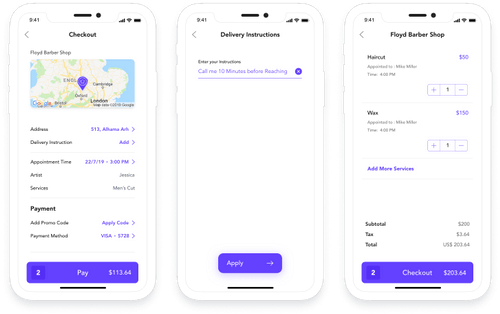 9:41
Checkout
Floyd Barber Shop
ENGLAND
Cambridge
Oxford
London
Google
Map data ©2019 Google
Address 513, Alhama Arh
Delivery Instruction Add
Appointment Time 22/7/19 - 3:00 PM
Artist Jessica
Services Men's Cut
Payment
Add Promo Code Apply Code
Payment Method VISA - 5728
2 Pay $113.64
9:41
Delivery Instructions
Enter your Instructions
Call me 10 Minutes before Reaching
Apply
9:41
Floyd Barber Shop
Haircut $50
Appointed to : Mike Miller
Time: 4:00 PM
+ 1 −
Wax $150
Appointed to : Mike Miller
Time: 4:00 PM
+ 1 −
Add More Services
Subtotal $200
Tax $3.64
Total US$ 203.64
2 Checkout $203.64